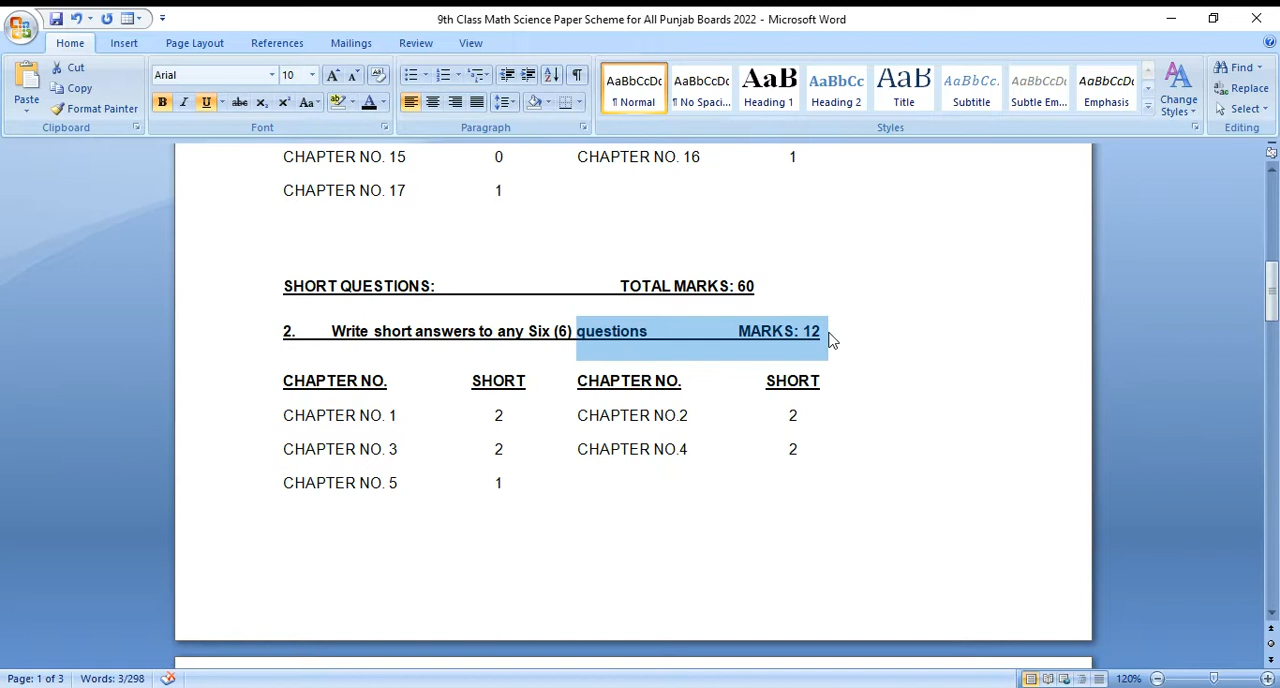 9th Class Math Science Paper Scheme for All Punjab Boards 2022 - Microsoft Word
Home Insert Page Layout References Mailings Review View
Cut
Copy
Format Painter
Paste
Clipboard
Arial 10
B I U abc X₂ X² Aa
Font
Paragraph
AaBbCcDc AaBbCcDc AaB AaBbCc AaB AaBbCc. AaBbCcDc AaBbCcDc
¶ Normal ¶ No Spaci... Heading 1 Heading 2 Title Subtitle Subtle Em... Emphasis
Change Styles
Styles
Find
Replace
Select
Editing
CHAPTER NO. 15 0 CHAPTER NO. 16 1
CHAPTER NO. 17 1
SHORT QUESTIONS: TOTAL MARKS: 60
2. Write short answers to any Six (6) questions MARKS: 12
CHAPTER NO. SHORT CHAPTER NO. SHORT
CHAPTER NO. 1 2 CHAPTER NO.2 2
CHAPTER NO. 3 2 CHAPTER NO.4 2
CHAPTER NO. 5 1
Page: 1 of 3 Words: 3/298 120%